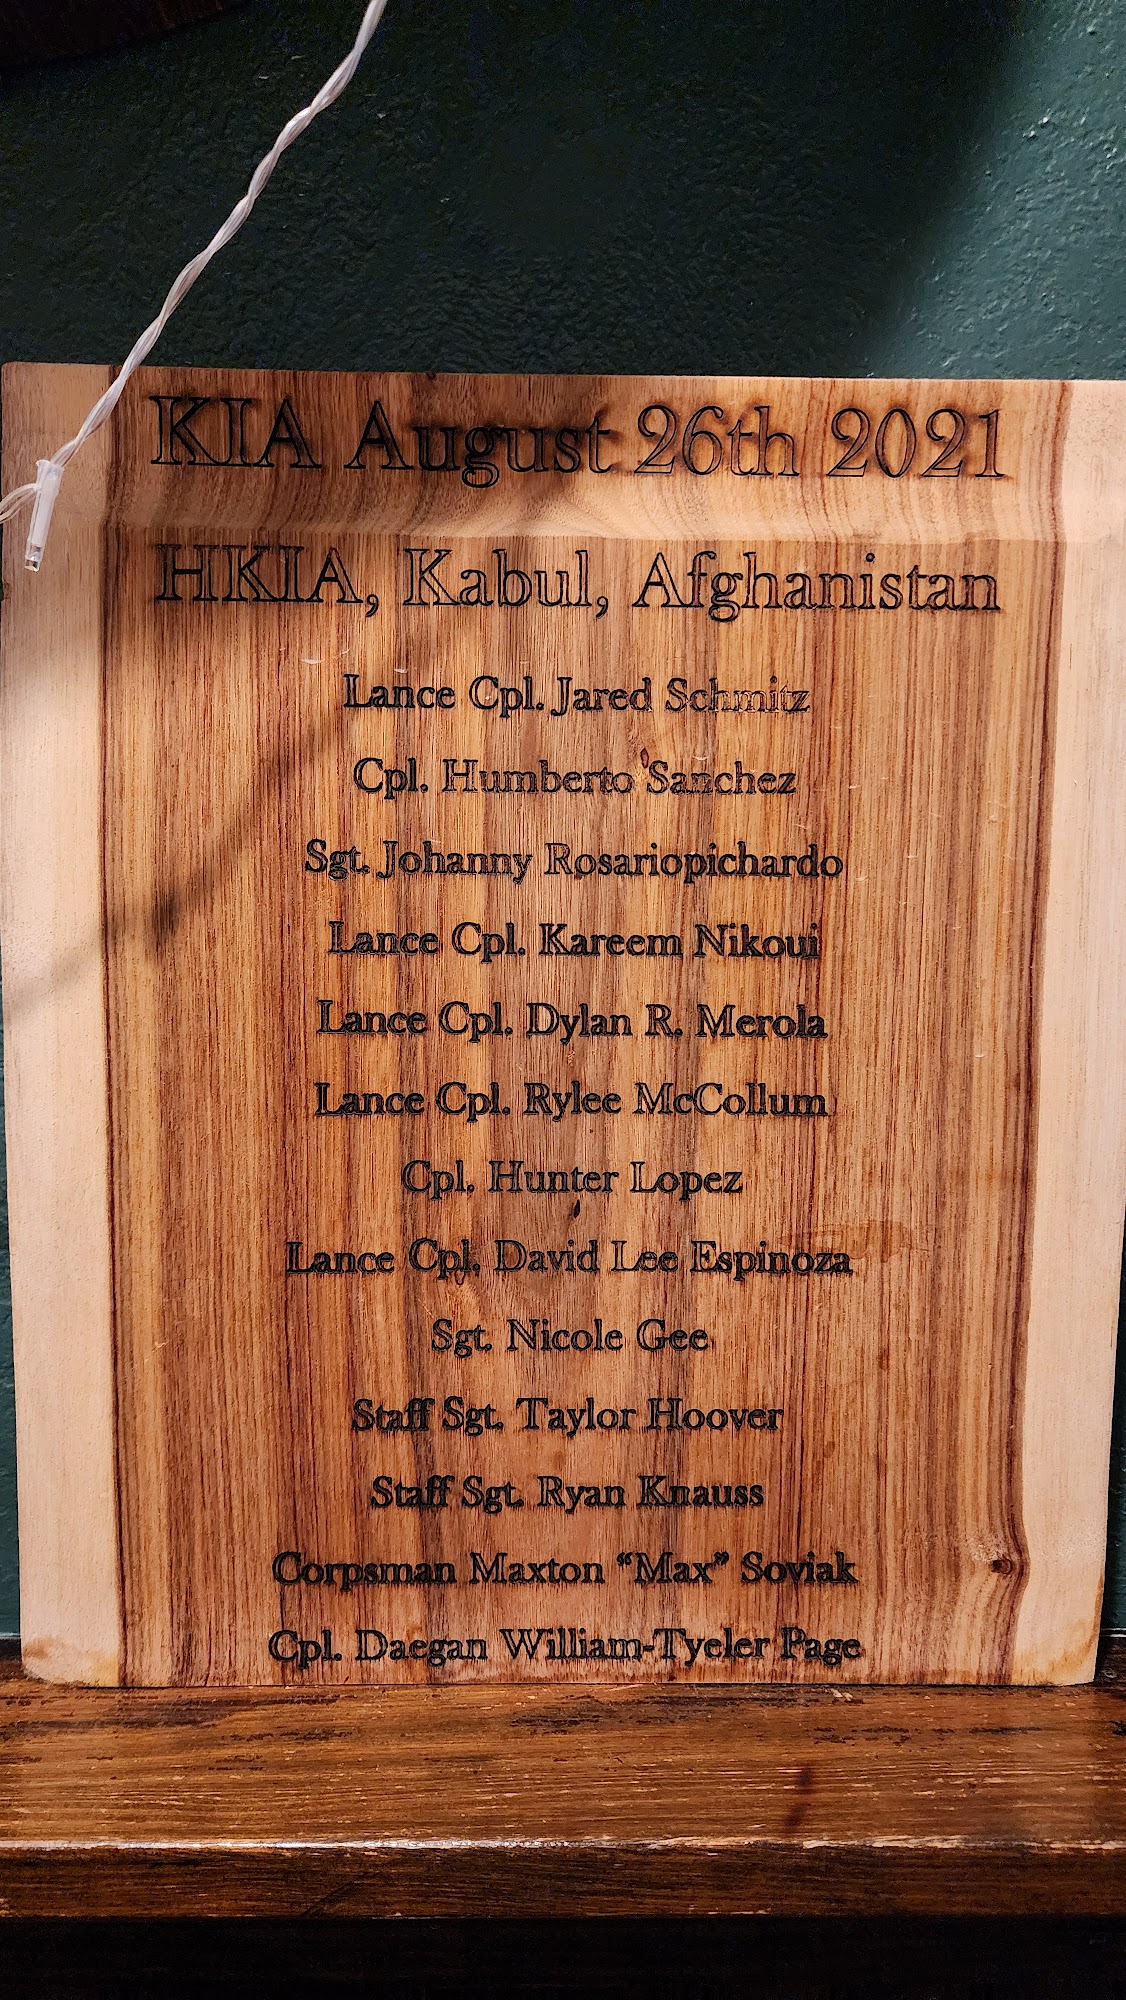 KIA August 26th 2021
HKIA, Kabul, Afghanistan
Lance Cpl. Jared Schmitz
Cpl. Humberto Sanchez
Sgt. Johanny Rosariopichardo
Lance Cpl. Kareem Nikoui
Lance Cpl. Dylan R. Merola
Lance Cpl. Rylee McCollum
Cpl. Hunter Lopez
Lance Cpl. David Lee Espinoza
Sgt. Nicole Gee
Staff Sgt. Taylor Hoover
Staff Sgt. Ryan Knauss
Corpsman Maxton “Max” Soviak
Cpl. Daegan William-Tyeler Page